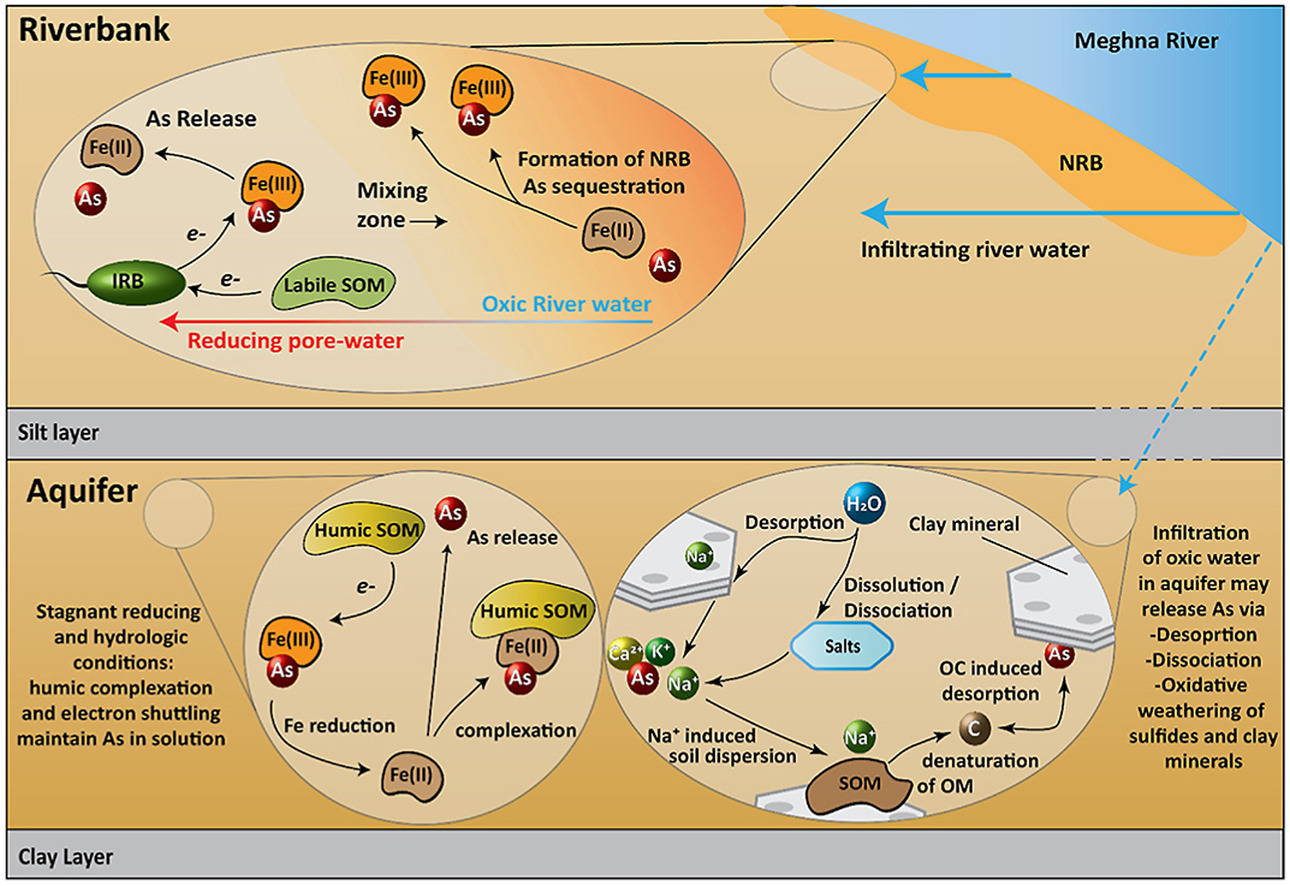 Riverbank
Meghna River
Fe(III)
As
Fe(III)
As
As Release
Fe(II)
As
Fe(III)
As
Formation of NRB
As sequestration
Mixing
zone
Fe(II)
As
NRB
e-
IRB
e-
Labile SOM
Infiltrating river water
Oxic River water
Reducing pore-water
Silt layer
Aquifer
Humic SOM
As
As release
e-
Fe(III)
As
Humic SOM
Fe(II)
As
Fe reduction
complexation
Fe(II)
Stagnant reducing
and hydrologic
conditions:
humic complexation
and electron shuttling
maintain As in solution
H₂O
Desorption
Clay mineral
Na⁺
Dissolution /
Dissociation
Salts
Ca²⁺
K⁺
As
Na⁺
As
OC induced
desorption
Na⁺ induced
soil dispersion
Na⁺
C
SOM
denaturation
of OM
Infiltration
of oxic water
in aquifer may
release As via
-Desoprtion
-Dissociation
-Oxidative
weathering of
sulfides and clay
minerals
Clay Layer